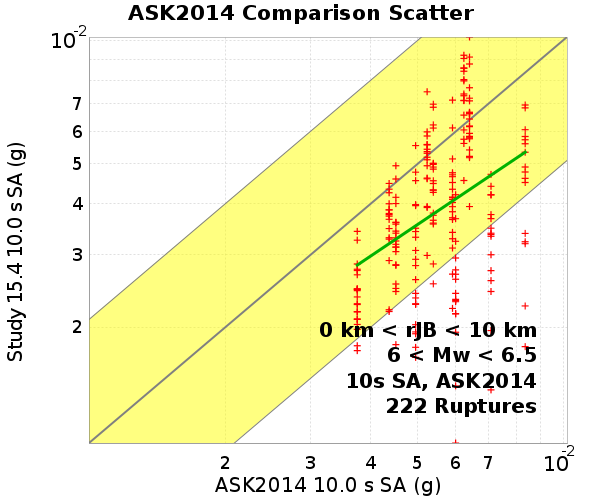 ASK2014 Comparison Scatter
10-2
7
6
5
4
3
2
Study 15.4 10.0 s SA (g)
0 km < rJB < 10 km
6 < Mw < 6.5
10s SA, ASK2014
222 Ruptures
2 3 4 5 6 7 10-2
ASK2014 10.0 s SA (g)